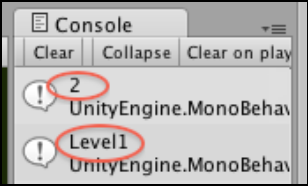 Console
Clear Collapse Clear on play
2
UnityEngine.MonoBehav
Level1
UnityEngine.MonoBehav